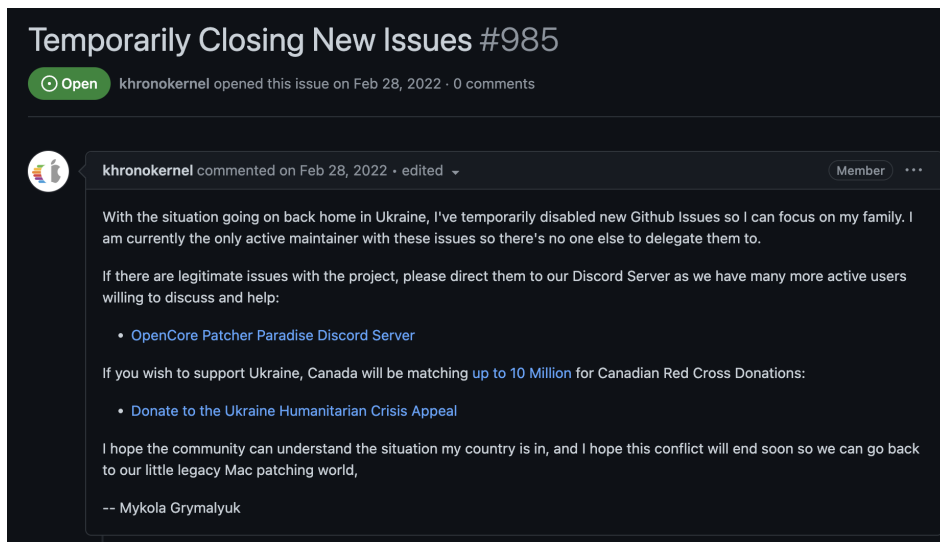 Temporarily Closing New Issues #985
Open khronokernel opened this issue on Feb 28, 2022 · 0 comments
khronokernel commented on Feb 28, 2022 • edited Member ...
With the situation going on back home in Ukraine, I've temporarily disabled new Github Issues so I can focus on my family. I
am currently the only active maintainer with these issues so there's no one else to delegate them to.
If there are legitimate issues with the project, please direct them to our Discord Server as we have many more active users
willing to discuss and help:
• OpenCore Patcher Paradise Discord Server
If you wish to support Ukraine, Canada will be matching up to 10 Million for Canadian Red Cross Donations:
• Donate to the Ukraine Humanitarian Crisis Appeal
I hope the community can understand the situation my country is in, and I hope this conflict will end soon so we can go back
to our little legacy Mac patching world,
-- Mykola Grymalyuk